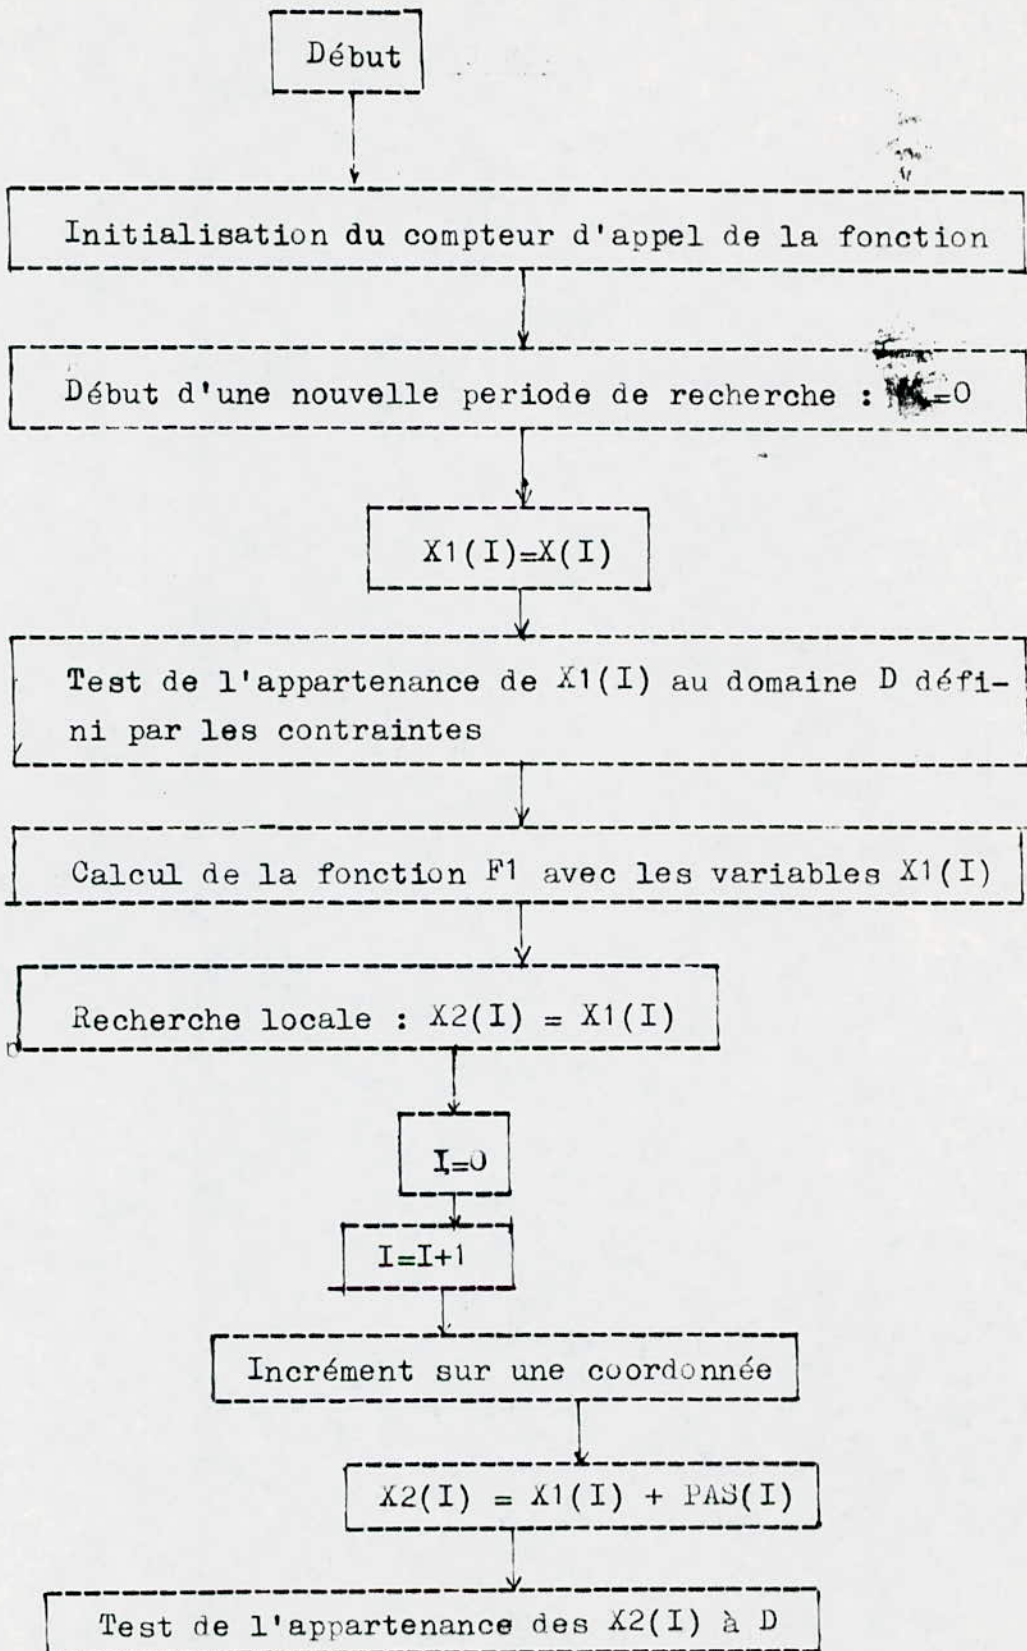 Début
Initialisation du compteur d'appel de la fonction
Début d'une nouvelle periode de recherche : =0
X1(I)=X(I)
Test de l'appartenance de X1(I) au domaine D défi-
ni par les contraintes
Calcul de la fonction F1 avec les variables X1(I)
Recherche locale : X2(I) = X1(I)
I=0
I=I+1
Incrément sur une coordonnée
X2(I) = X1(I) + PAS(I)
Test de l'appartenance des X2(I) à D